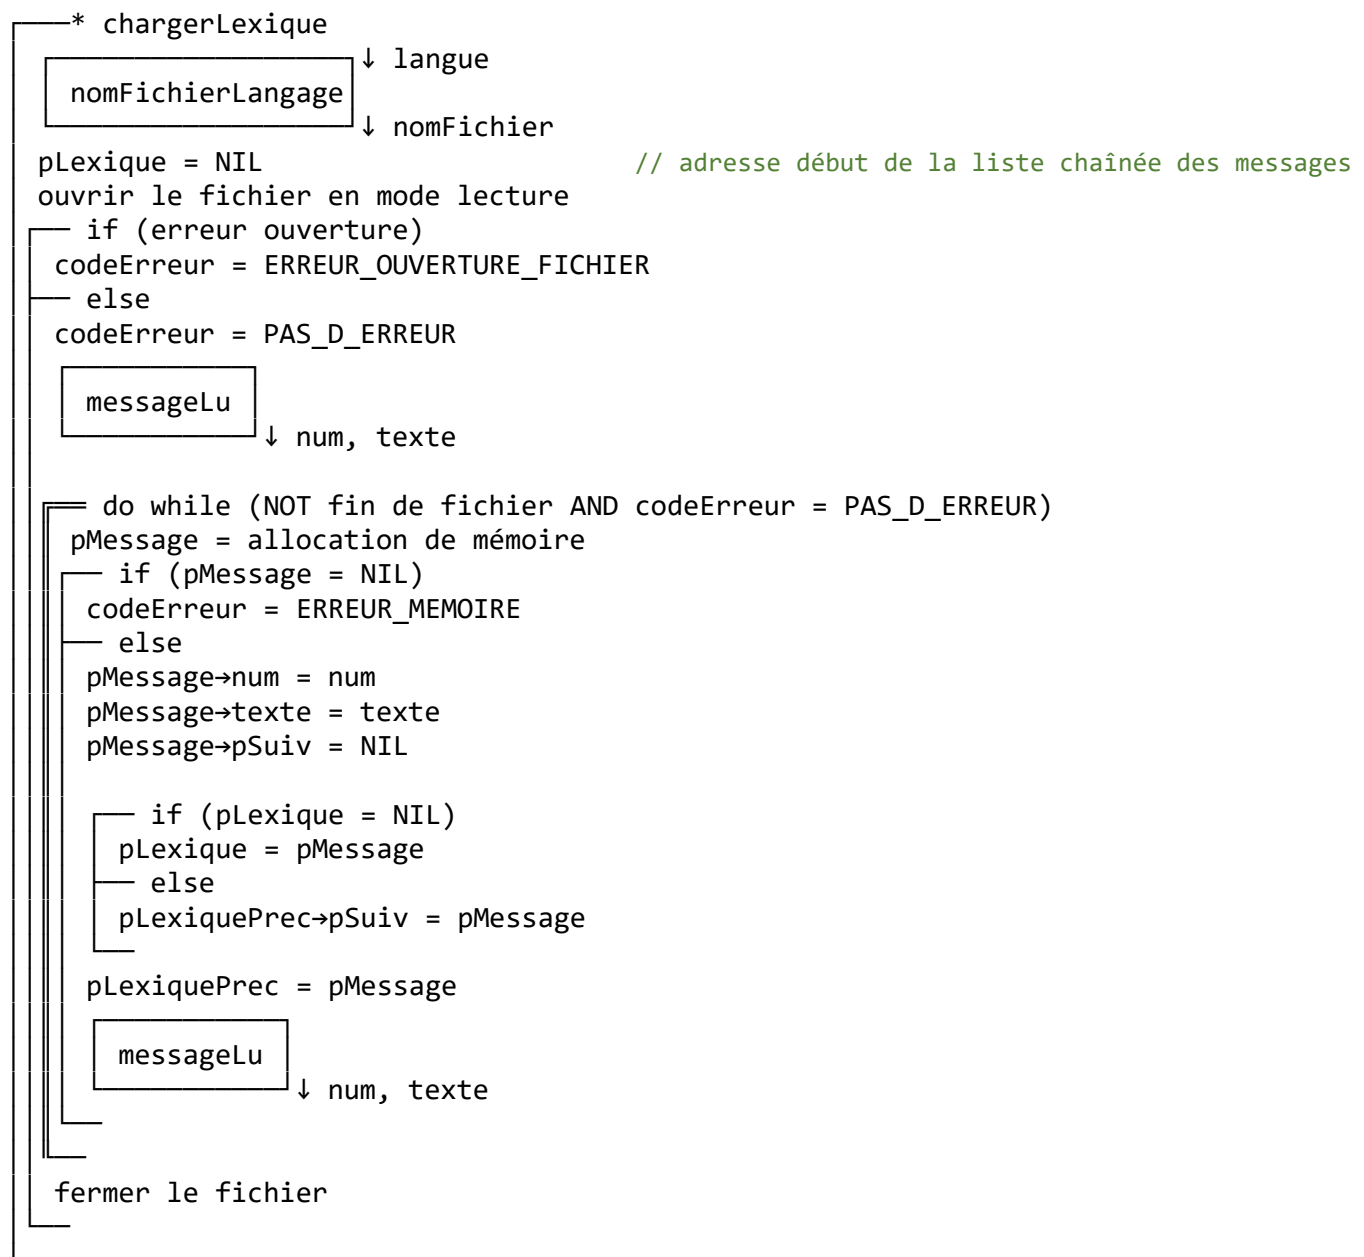 * chargerLexique
↓ langue
nomFichierLangage
↓ nomFichier
pLexique = NIL // adresse début de la liste chaînée des messages
ouvrir le fichier en mode lecture
if (erreur ouverture)
codeErreur = ERREUR_OUVERTURE_FICHIER
else
codeErreur = PAS_D_ERREUR
messageLu
↓ num, texte
do while (NOT fin de fichier AND codeErreur = PAS_D_ERREUR)
pMessage = allocation de mémoire
if (pMessage = NIL)
codeErreur = ERREUR_MEMOIRE
else
pMessage→num = num
pMessage→texte = texte
pMessage→pSuiv = NIL
if (pLexique = NIL)
pLexique = pMessage
else
pLexiquePrec→pSuiv = pMessage
pLexiquePrec = pMessage
messageLu
↓ num, texte
fermer le fichier